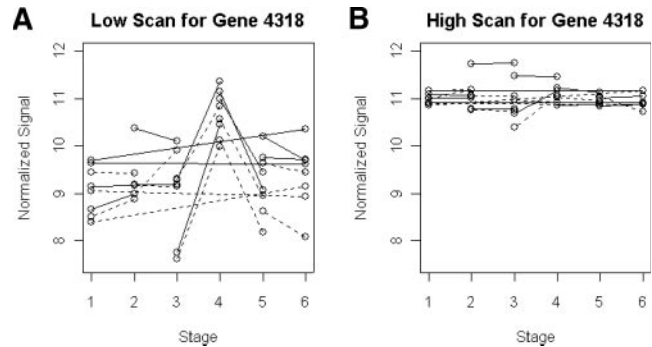 A
Low Scan for Gene 4318
Normalized Signal
12
11
10
9
8
1 2 3 4 5 6
Stage
B
High Scan for Gene 4318
Normalized Signal
12
11
10
9
8
1 2 3 4 5 6
Stage